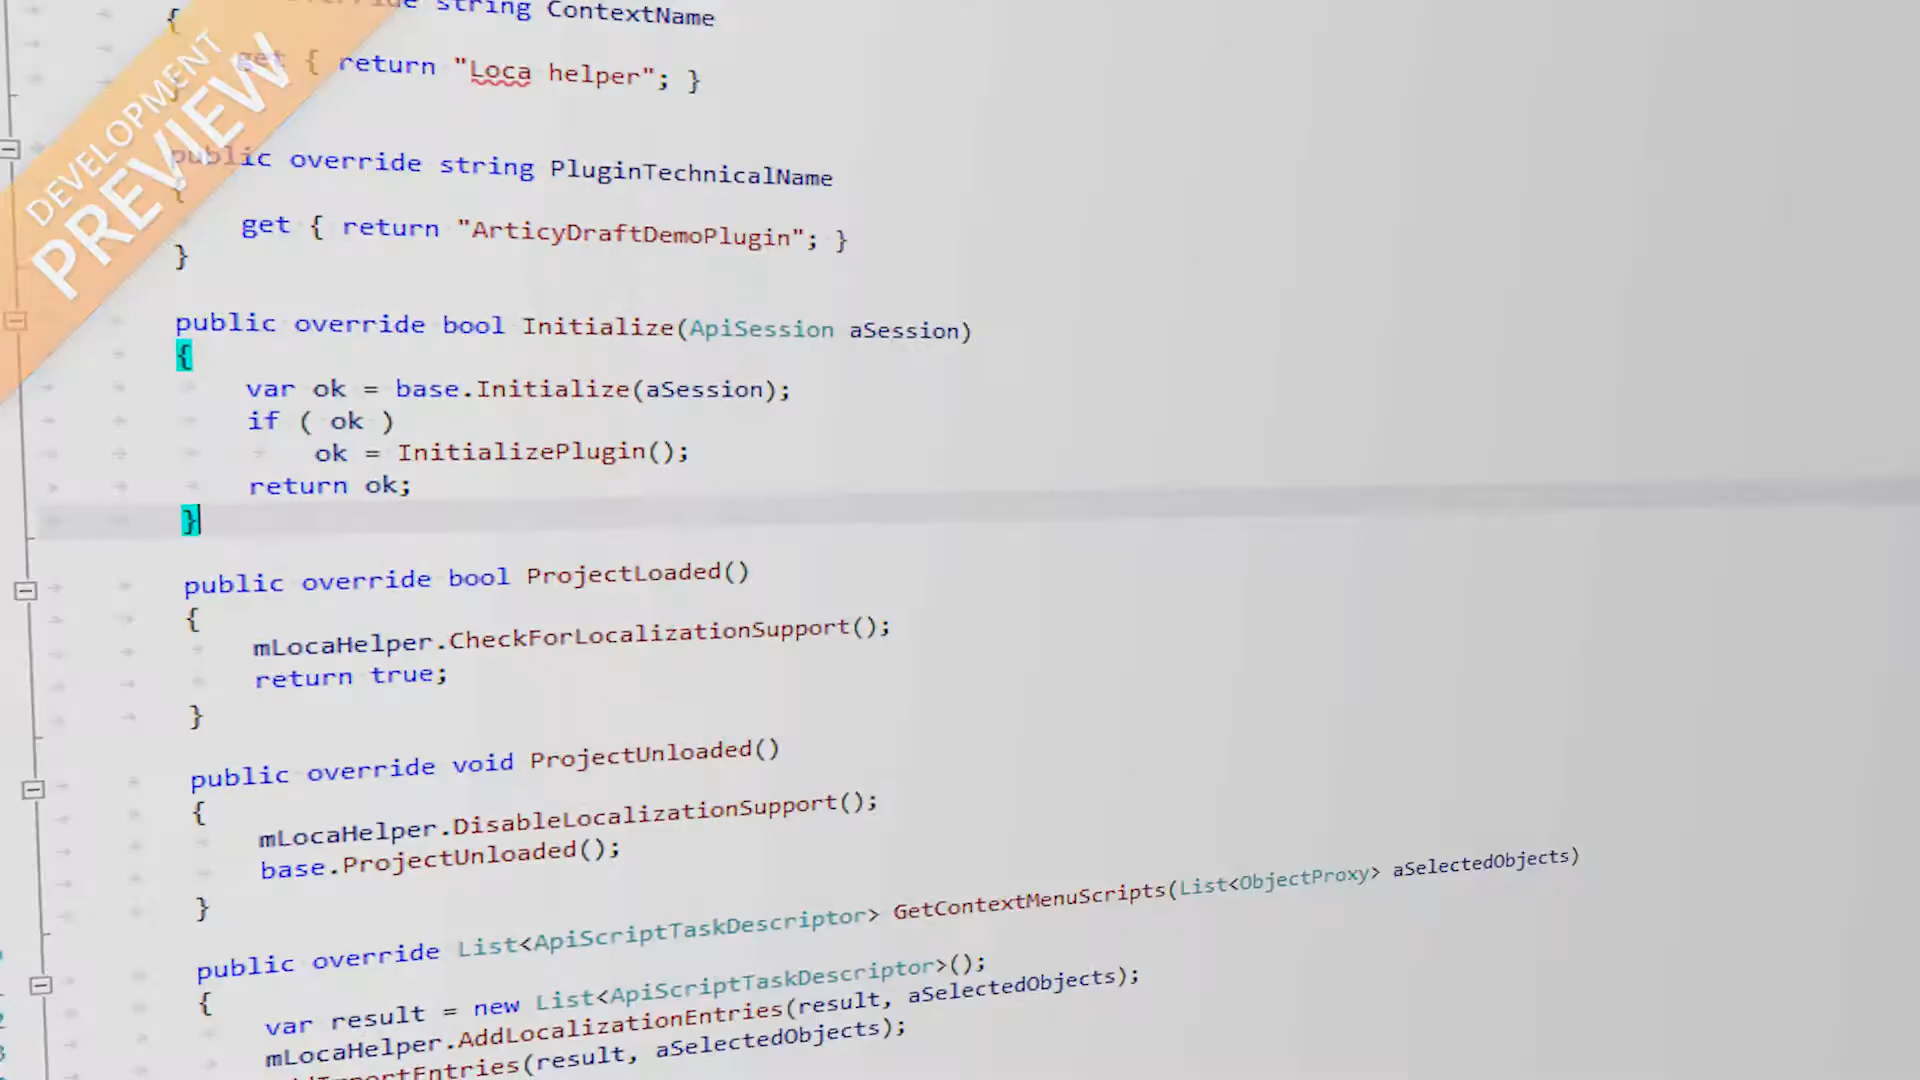 DEVELOPMENT
PREVIEW
string ContextName
{
get { return "Loca helper"; }
public override string PluginTechnicalName
{
get { return "ArticyDraftDemoPlugin"; }
}
public override bool Initialize(ApiSession aSession)
{
var ok = base.Initialize(aSession);
if ( ok )
ok = InitializePlugin();
return ok;
}
public override bool ProjectLoaded()
{
mLocaHelper.CheckForLocalizationSupport();
return true;
}
public override void ProjectUnloaded()
{
mLocaHelper.DisableLocalizationSupport();
base.ProjectUnloaded();
}
public override List<ApiScriptTaskDescriptor> GetContextMenuScripts(List<ObjectProxy> aSelectedObjects)
{
var result = new List<ApiScriptTaskDescriptor>();
mLocaHelper.AddLocalizationEntries(result, aSelectedObjects);
(result, aSelectedObjects);